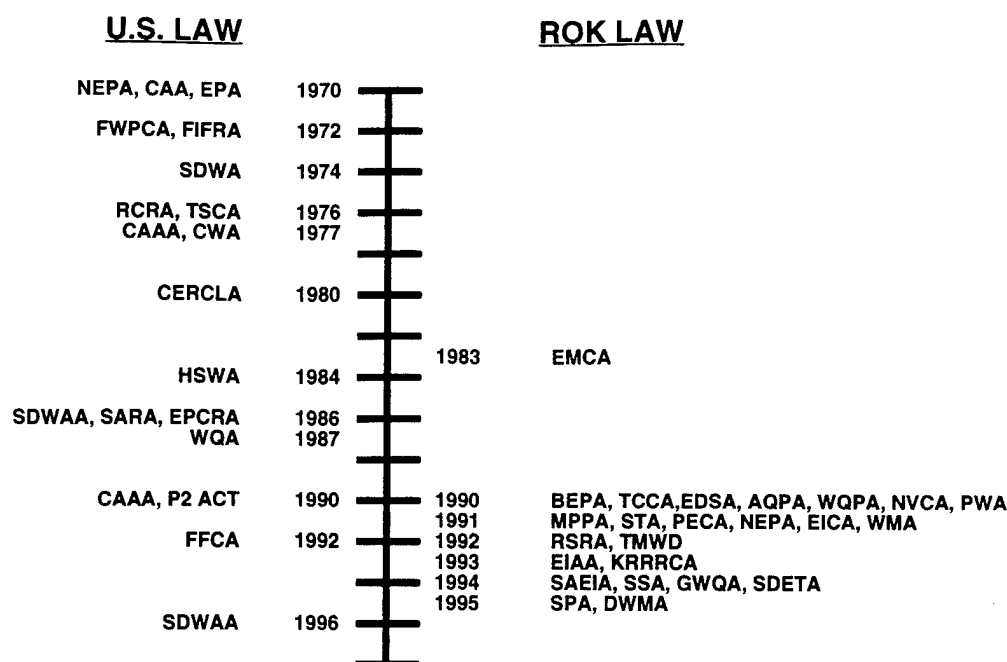 U.S. LAW ROK LAW
NEPA, CAA, EPA 1970
FWPCA, FIFRA 1972
SDWA 1974
RCRA, TSCA 1976
CAAA, CWA 1977
CERCLA 1980
1983 EMCA
HSWA 1984
SDWAA, SARA, EPCRA 1986
WQA 1987
CAAA, P2 ACT 1990 1990 BEPA, TCCA,EDSA, AQPA, WQPA, NVCA, PWA
1991 MPPA, STA, PECA, NEPA, EICA, WMA
FFCA 1992 1992 RSRA, TMWD
1993 EIAA, KRRRCA
1994 SAEIA, SSA, GWQA, SDETA
1995 SPA, DWMA
SDWAA 1996